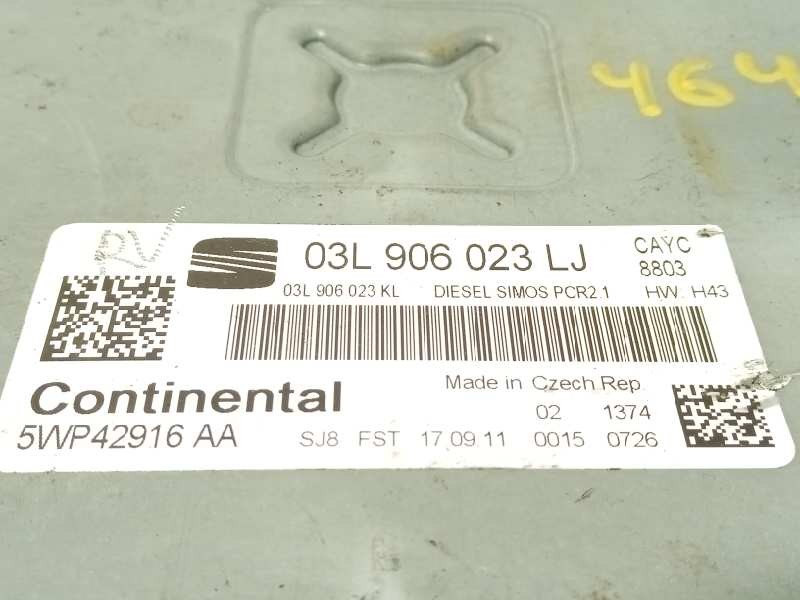 464
RV
03L 906 023 LJ
CAYC
8803
03L 906 023 KL DIESEL SIMOS PCR2.1 HW: H43
Continental
Made in Czech Rep.
02 1374
5WP42916 AA
SJ8 FST 17.09.11 0015 0726